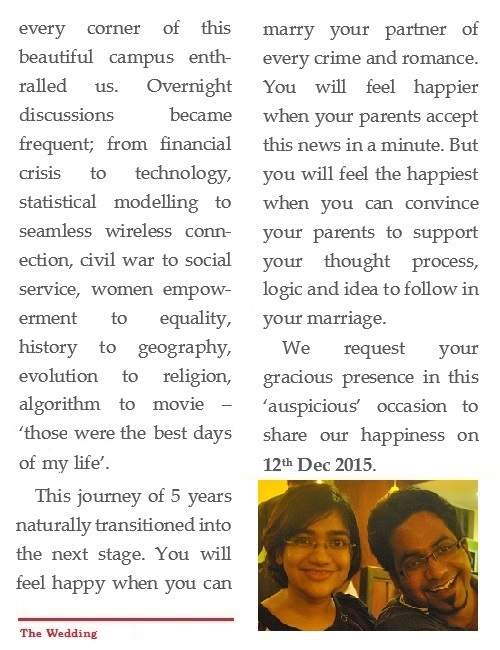 every corner of this
beautiful campus enth-
ralled us. Overnight
discussions became
frequent; from financial
crisis to technology,
statistical modelling to
seamless wireless conn-
ection, civil war to social
service, women empow-
erment to equality,
history to geography,
evolution to religion,
algorithm to movie –
‘those were the best days
of my life’.
This journey of 5 years
naturally transitioned into
the next stage. You will
feel happy when you can
The Wedding
marry your partner of
every crime and romance.
You will feel happier
when your parents accept
this news in a minute. But
you will feel the happiest
when you can convince
your parents to support
your thought process,
logic and idea to follow in
your marriage.
We request your
gracious presence in this
‘auspicious’ occasion to
share our happiness on
12th Dec 2015.